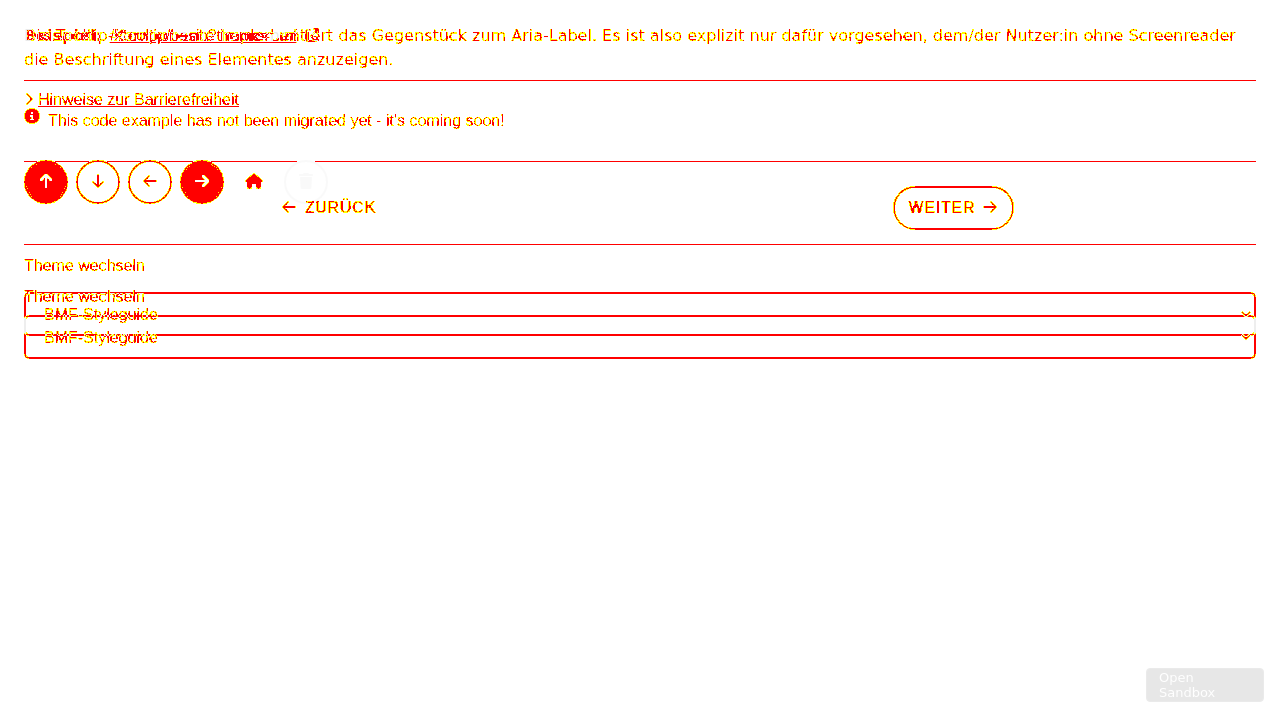 das Gegenstück zum Aria-Label. Es ist also explizit nur dafür vorgesehen, dem/der Nutzer:in ohne Screenreader
die Beschriftung eines Elementes anzuzeigen.
Hinweise zur Barrierefreiheit
This code example has not been migrated yet - it's coming soon!
ZURÜCK
WEITER
Theme wechseln
Theme wechseln
BMF-Styleguide
BMF-Styleguide
Open
Sandbox